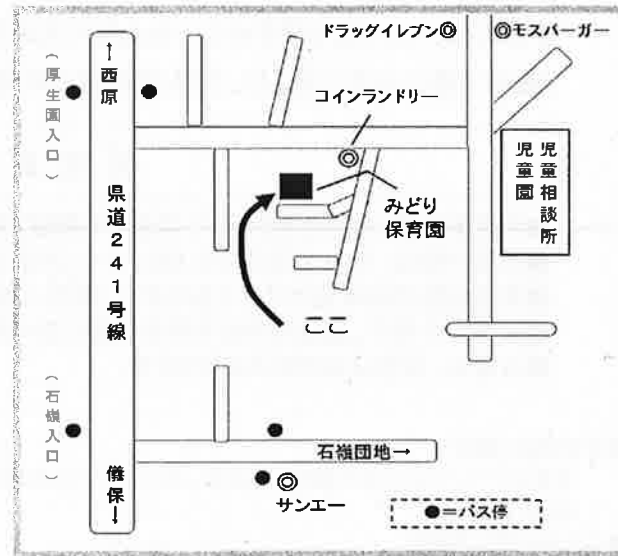 ドラッグイレブン◎
◎モスバーガー
↑西原
（厚生園入口）
コインランドリー
児童相談所
児童園
みどり
保育園
県道241号線
ここ
（石嶺入口）
石嶺団地→
儀保↓
サンエー
●＝バス停